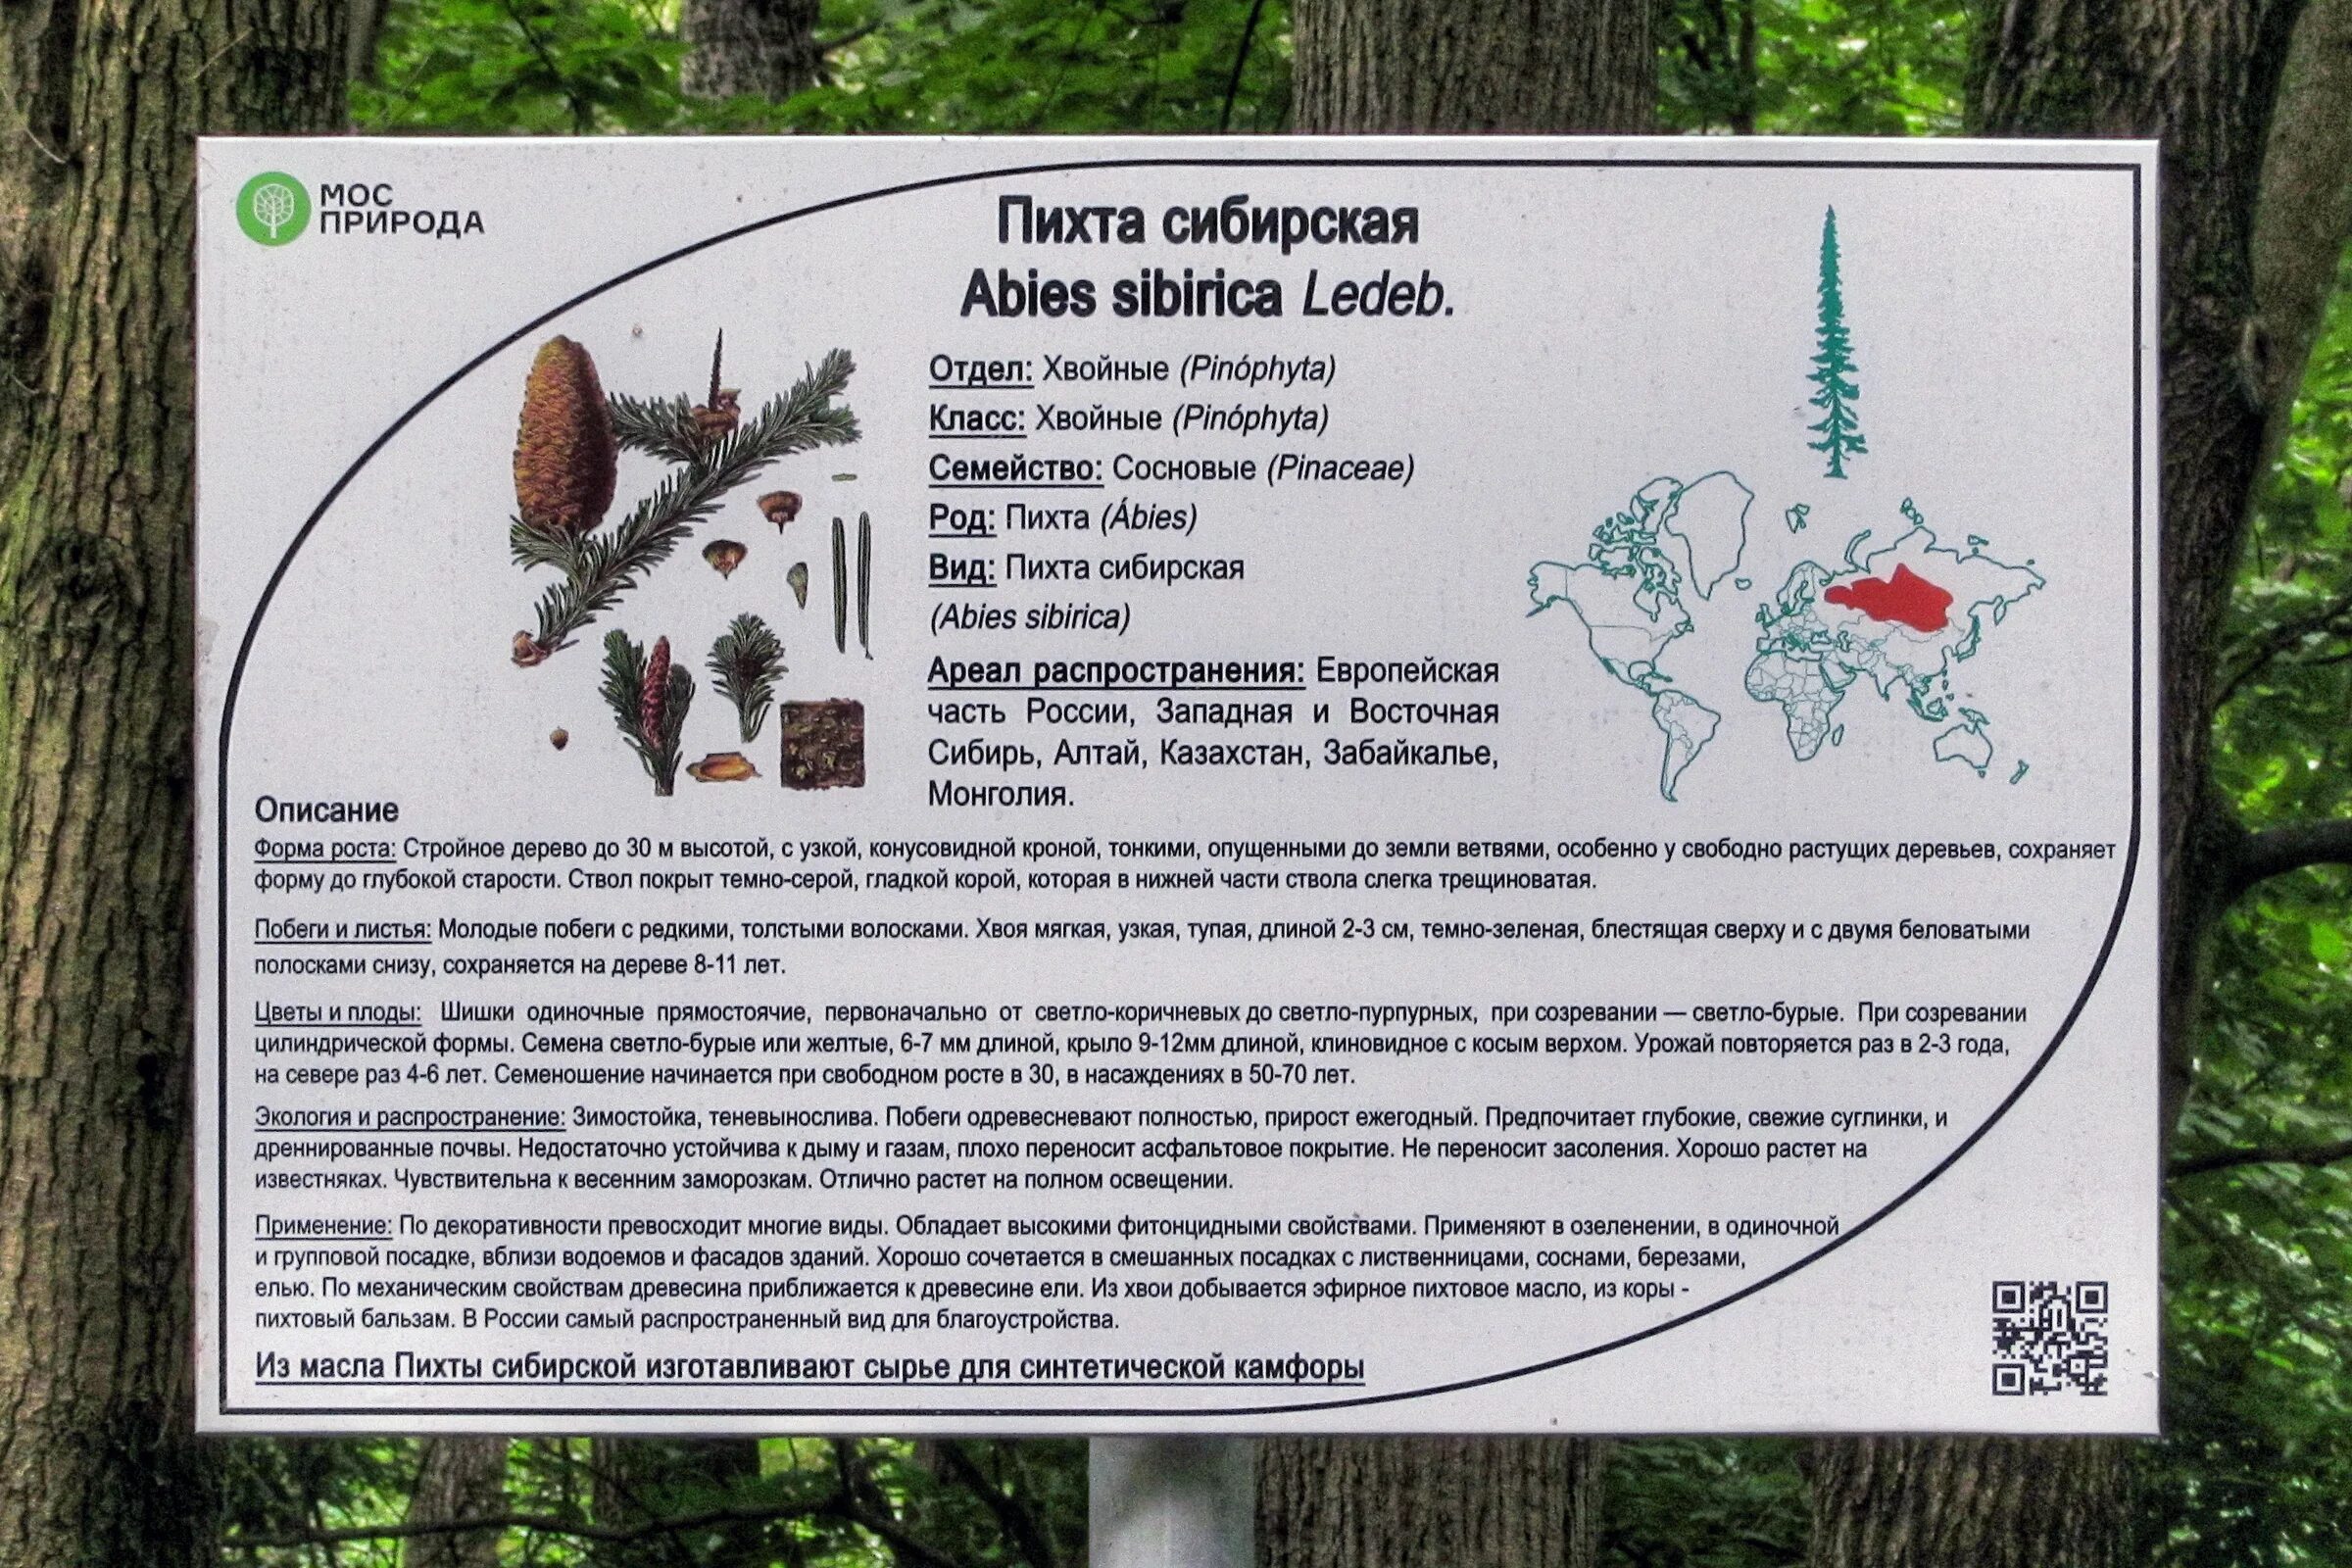 МОС
ПРИРОДА
Пихта сибирская
Abies sibirica Ledeb.
Отдел: Хвойные (Pinóphyta)
Класс: Хвойные (Pinóphyta)
Семейство: Сосновые (Pinaceae)
Род: Пихта (Ábies)
Вид: Пихта сибирская
(Abies sibirica)
Ареал распространения: Европейская
часть России, Западная и Восточная
Сибирь, Алтай, Казахстан, Забайкалье,
Монголия.
Описание
Форма роста: Стройное дерево до 30 м высотой, с узкой, конусовидной кроной, тонкими, опущенными до земли ветвями, особенно у свободно растущих деревьев, сохраняет
форму до глубокой старости. Ствол покрыт темно-серой, гладкой корой, которая в нижней части ствола слегка трещиноватая.
Побеги и листья: Молодые побеги с редкими, толстыми волосками. Хвоя мягкая, узкая, тупая, длиной 2-3 см, темно-зеленая, блестящая сверху и с двумя беловатыми
полосками снизу, сохраняется на дереве 8-11 лет.
Цветы и плоды: Шишки одиночные прямостоячие, первоначально от светло-коричневых до светло-пурпурных, при созревании — светло-бурые. При созревании
цилиндрической формы. Семена светло-бурые или желтые, 6-7 мм длиной, крыло 9-12мм длиной, клиновидное с косым верхом. Урожай повторяется раз в 2-3 года,
на севере раз 4-6 лет. Семеношение начинается при свободном росте в 30, в насаждениях в 50-70 лет.
Экология и распространение: Зимостойка, теневынослива. Побеги одревесневают полностью, прирост ежегодный. Предпочитает глубокие, свежие суглинки, и
дреннированные почвы. Недостаточно устойчива к дыму и газам, плохо переносит асфальтовое покрытие. Не переносит засоления. Хорошо растет на
известняках. Чувствительна к весенним заморозкам. Отлично растет на полном освещении.
Применение: По декоративности превосходит многие виды. Обладает высокими фитонцидными свойствами. Применяют в озеленении, в одиночной
и групповой посадке, вблизи водоемов и фасадов зданий. Хорошо сочетается в смешанных посадках с лиственницами, соснами, березами,
елью. По механическим свойствам древесина приближается к древесине ели. Из хвои добывается эфирное пихтовое масло, из коры -
пихтовый бальзам. В России самый распространенный вид для благоустройства.
Из масла Пихты сибирской изготавливают сырье для синтетической камфоры